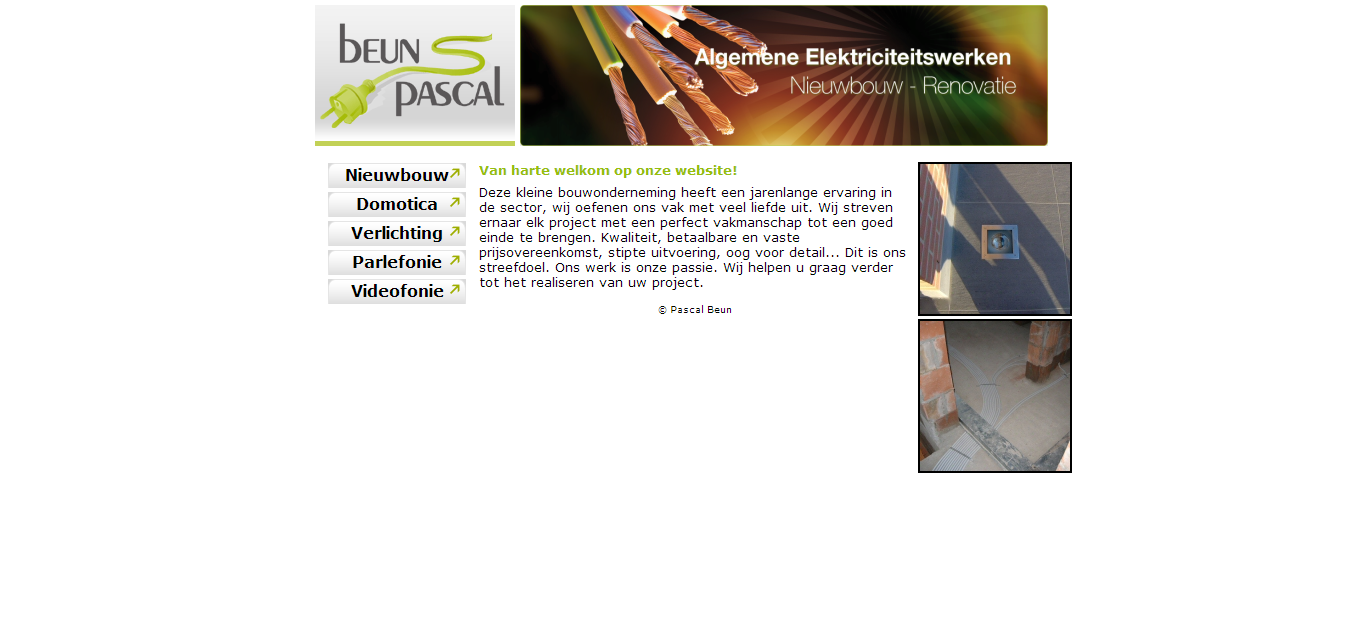 BEUN
PASCAL
Algemene Elektriciteitswerken
Nieuwbouw - Renovatie
Nieuwbouw
Domotica
Verlichting
Parlefonie
Videofonie
Van harte welkom op onze website!
Deze kleine bouwonderneming heeft een jarenlange ervaring in
de sector, wij oefenen ons vak met veel liefde uit. Wij streven
ernaar elk project met een perfect vakmanschap tot een goed
einde te brengen. Kwaliteit, betaalbare en vaste
prijsovereenkomst, stipte uitvoering, oog voor detail... Dit is ons
streefdoel. Ons werk is onze passie. Wij helpen u graag verder
tot het realiseren van uw project.
© Pascal Beun